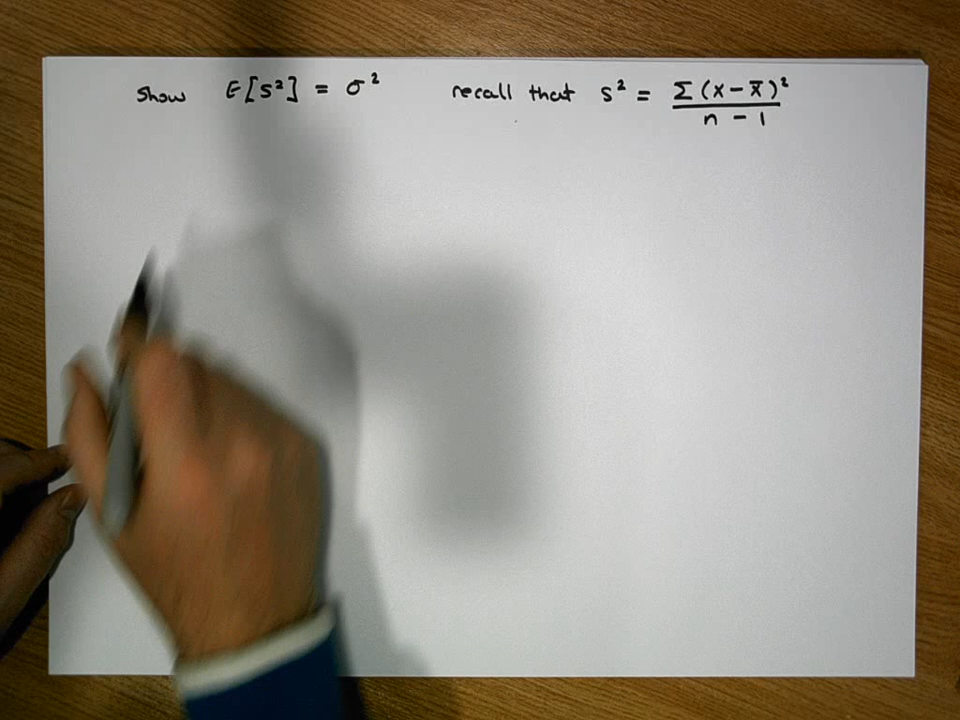 show E[s²] = σ² recall that s² = Σ(x-x̄)²
n - 1